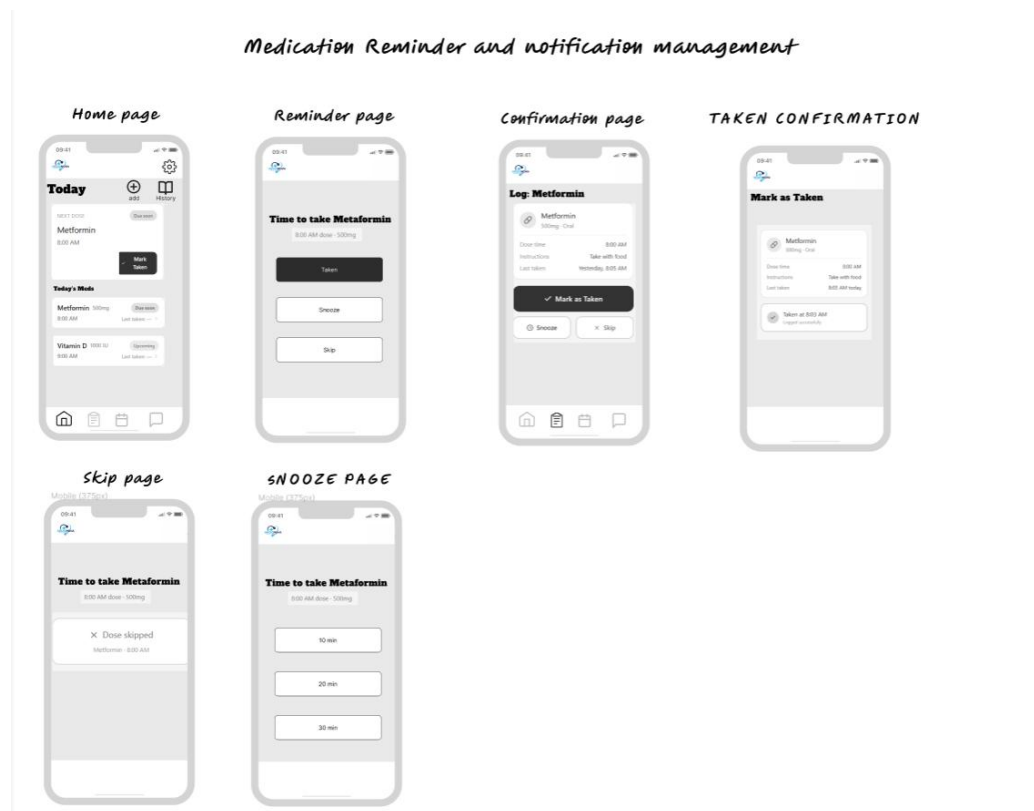 Medication Reminder and notification management
Home page
09:41
Today
add
History
NEXT DOSE
Due soon
Metformin
8:00 AM
Mark Taken
Today's Meds
Metformin 500mg
Due soon
8:00 AM
Last taken: --
Vitamin D 1000 IU
Upcoming
9:00 AM
Last taken: --
Reminder page
09:41
Time to take Metaformin
8:00 AM dose · 500mg
Taken
Snooze
Skip
Confirmation page
09:41
Log: Metformin
Metformin
500mg · Oral
Dose time 8:00 AM
Instructions Take with food
Last taken Yesterday, 8:05 AM
Mark as Taken
Snooze
Skip
TAKEN CONFIRMATION
09:41
Mark as Taken
Metformin
500mg · Oral
Dose time 8:00 AM
Instructions Take with food
Last taken 8:03 AM today
Taken at 8:03 AM
Logged successfully
Skip page
Mobile (375px)
09:41
Time to take Metaformin
8:00 AM dose · 500mg
Dose skipped
Metformin · 8:00 AM
SNOOZE PAGE
Mobile (375px)
09:41
Time to take Metaformin
8:00 AM dose · 500mg
10 min
20 min
30 min